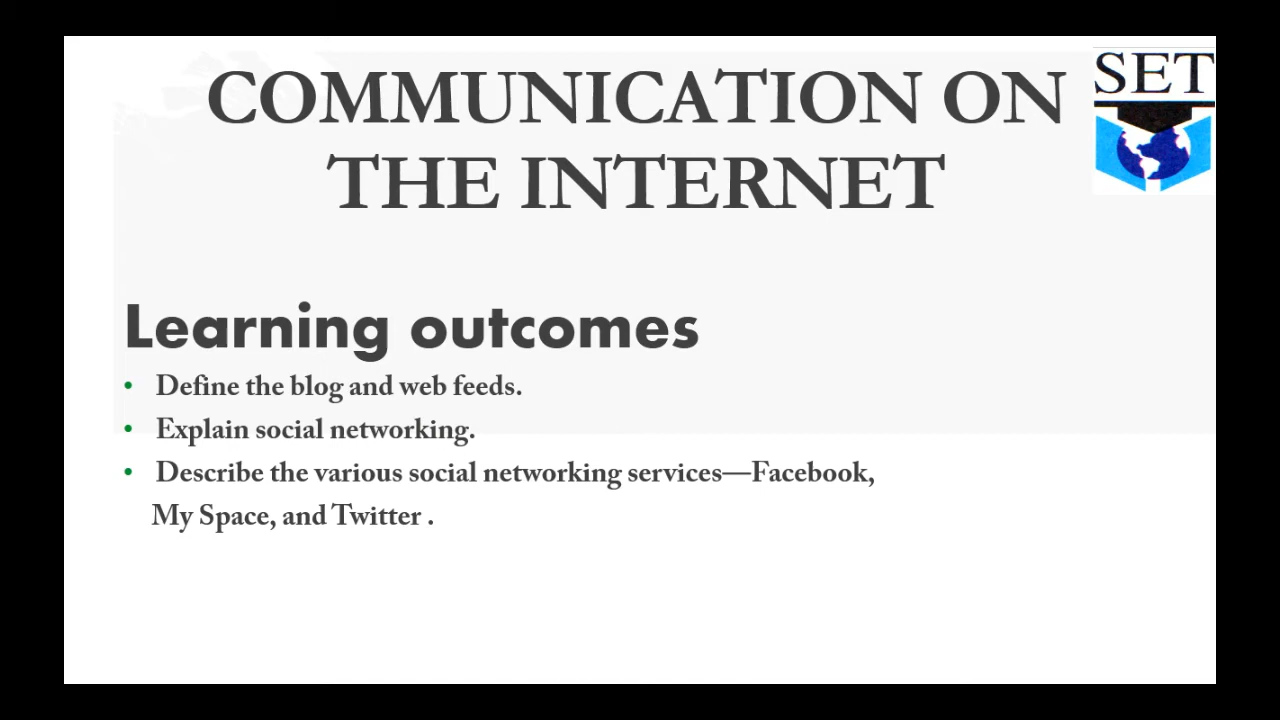 COMMUNICATION ON
THE INTERNET
SET
Learning outcomes
• Define the blog and web feeds.
• Explain social networking.
• Describe the various social networking services—Facebook,
My Space, and Twitter .